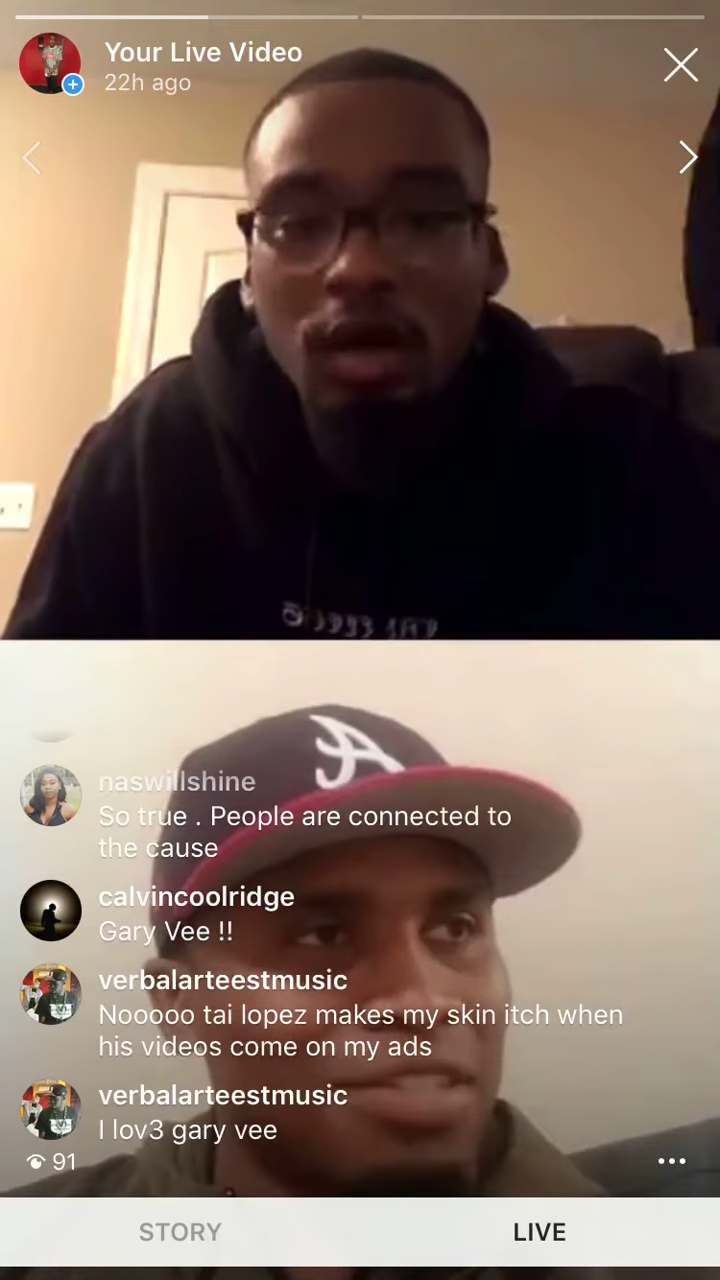 Your Live Video
22h ago
A
naswillshine
So true . People are connected to
the cause
calvincoolridge
Gary Vee !!
verbalarteestmusic
Nooooo tai lopez makes my skin itch when
his videos come on my ads
verbalarteestmusic
I lov3 gary vee
91
STORY LIVE